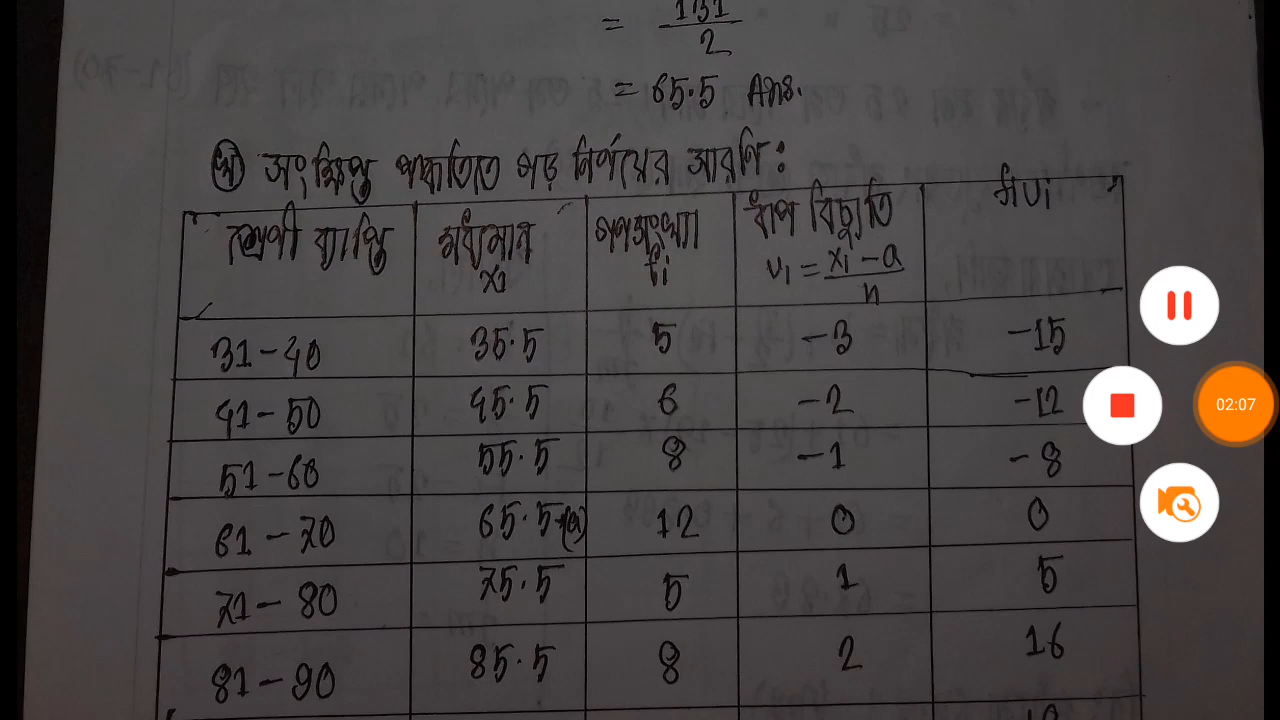 = 131/2
= 65.5 Ans.
সংক্ষিপ্ত পদ্ধতিতে গড় নির্ণয়ের সারণি :
শ্রেণী ব্যাপ্তি মধ্যমান xi গণসংখ্যা fi ধাপ বিচ্যুতি ui = xi - a / h fiui
31-40 35.5 5 -3 -15
41-50 45.5 6 -2 -12
51-60 55.5 8 -1 -8
61-70 65.5 (a) 12 0 0
71-80 75.5 5 1 5
81-90 85.5 8 2 16
02:07